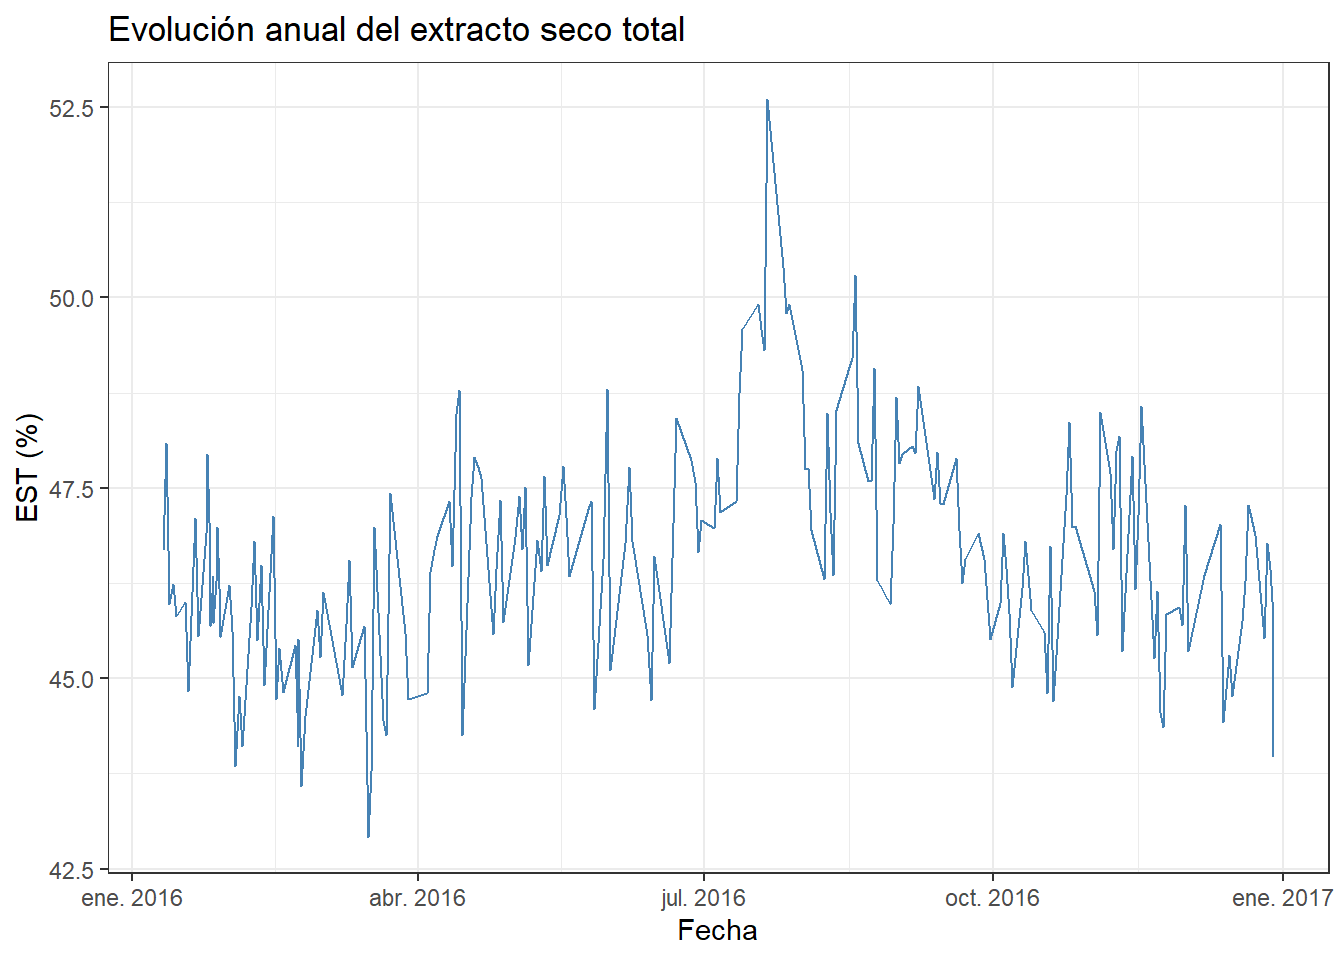 Evolución anual del extracto seco total
52.5
50.0
47.5
45.0
42.5
EST (%)
ene. 2016
abr. 2016
jul. 2016
oct. 2016
ene. 2017
Fecha